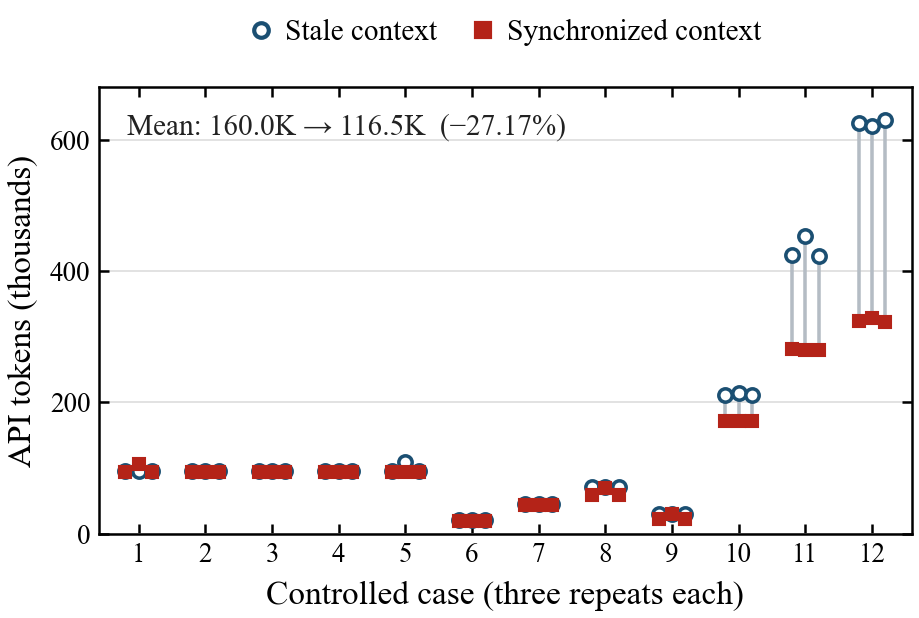 Stale context Synchronized context
Mean: 160.0K → 116.5K (−27.17%)
API tokens (thousands)
600
400
200
0
1 2 3 4 5 6 7 8 9 10 11 12
Controlled case (three repeats each)